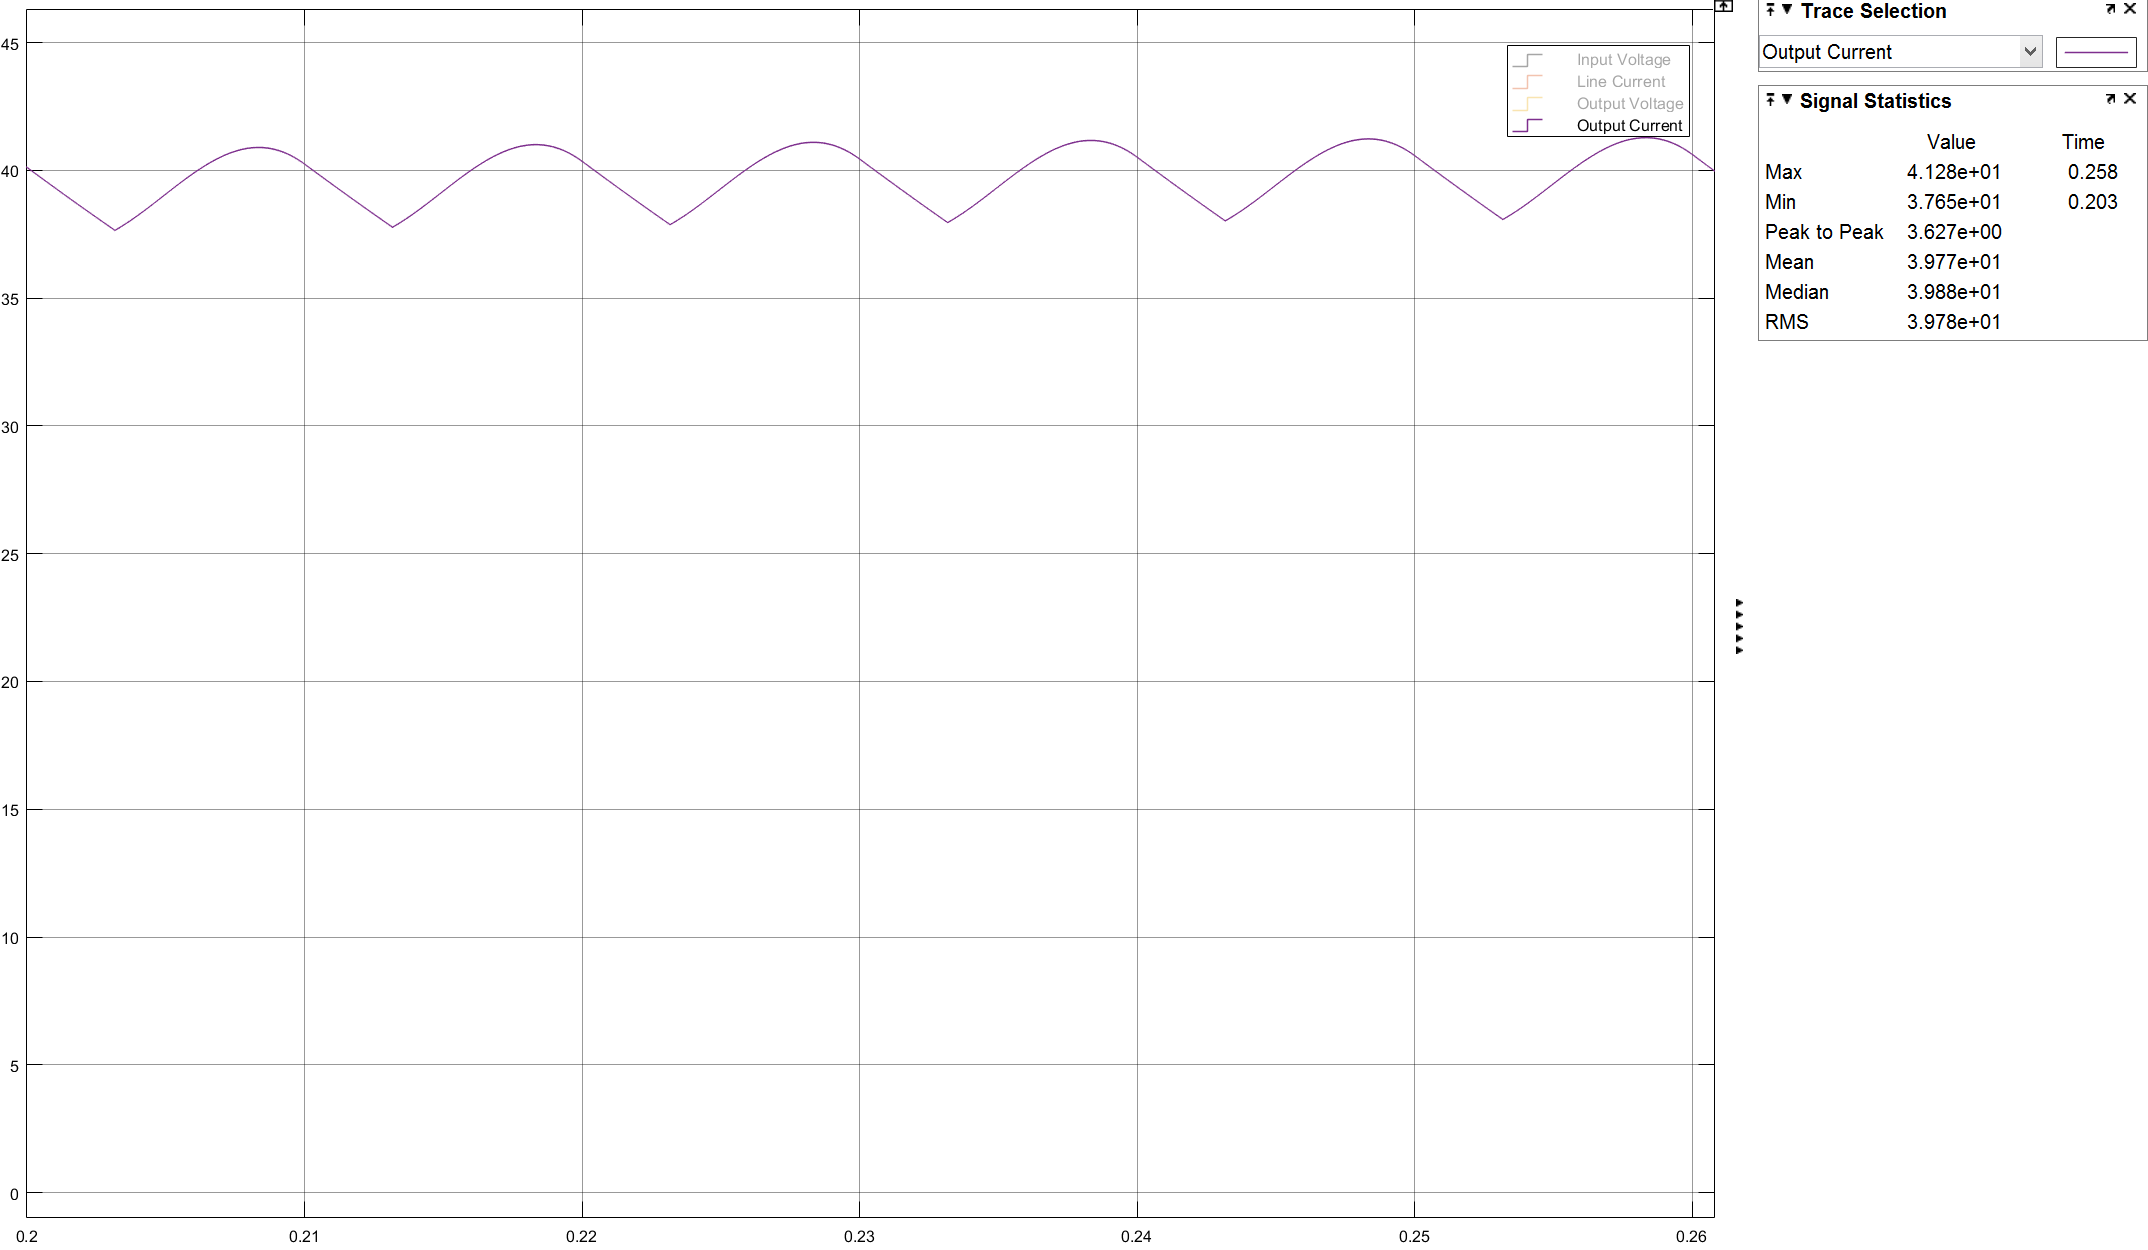 45
40
35
30
25
20
15
10
5
0
0.2 0.21 0.22 0.23 0.24 0.25 0.26
Input Voltage
Line Current
Output Voltage
Output Current
Trace Selection
Output Current
Signal Statistics
Value Time
Max 4.128e+01 0.258
Min 3.765e+01 0.203
Peak to Peak 3.627e+00
Mean 3.977e+01
Median 3.988e+01
RMS 3.978e+01